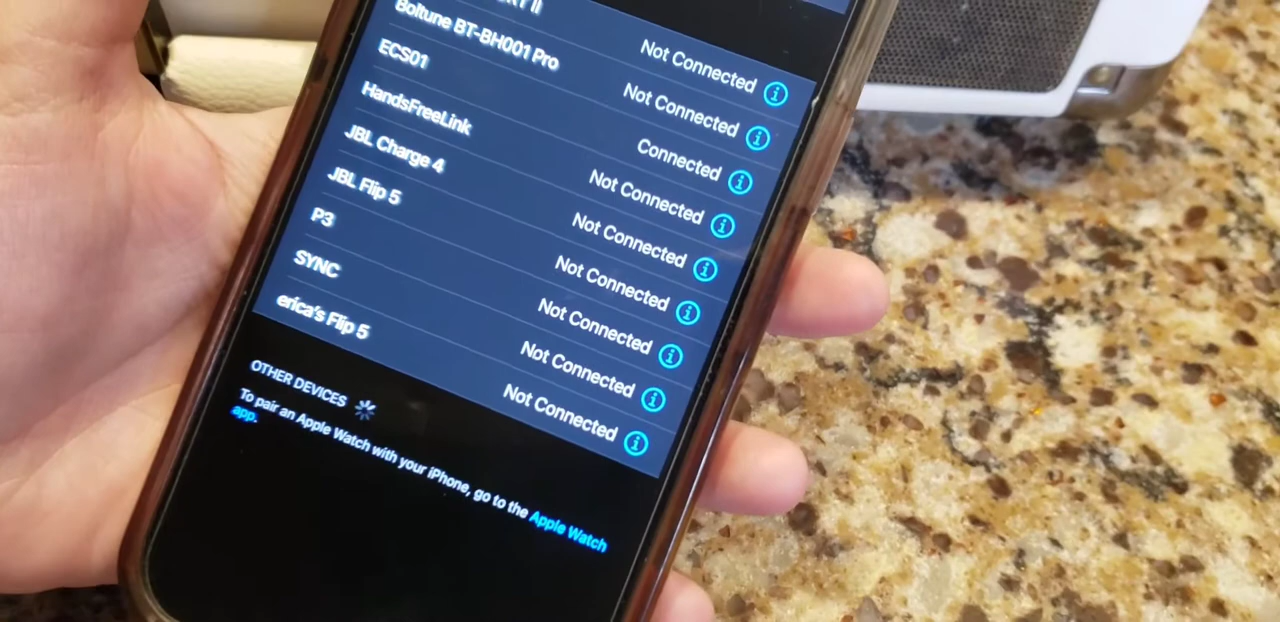 II Not Connected
Boltune BT-BH001 Pro Not Connected
ECS01 Connected
HandsFreeLink Not Connected
JBL Charge 4 Not Connected
JBL Flip 5 Not Connected
P3 Not Connected
SYNC Not Connected
erica's Flip 5 Not Connected
OTHER DEVICES
To pair an Apple Watch with your iPhone, go to the Apple Watch
app.